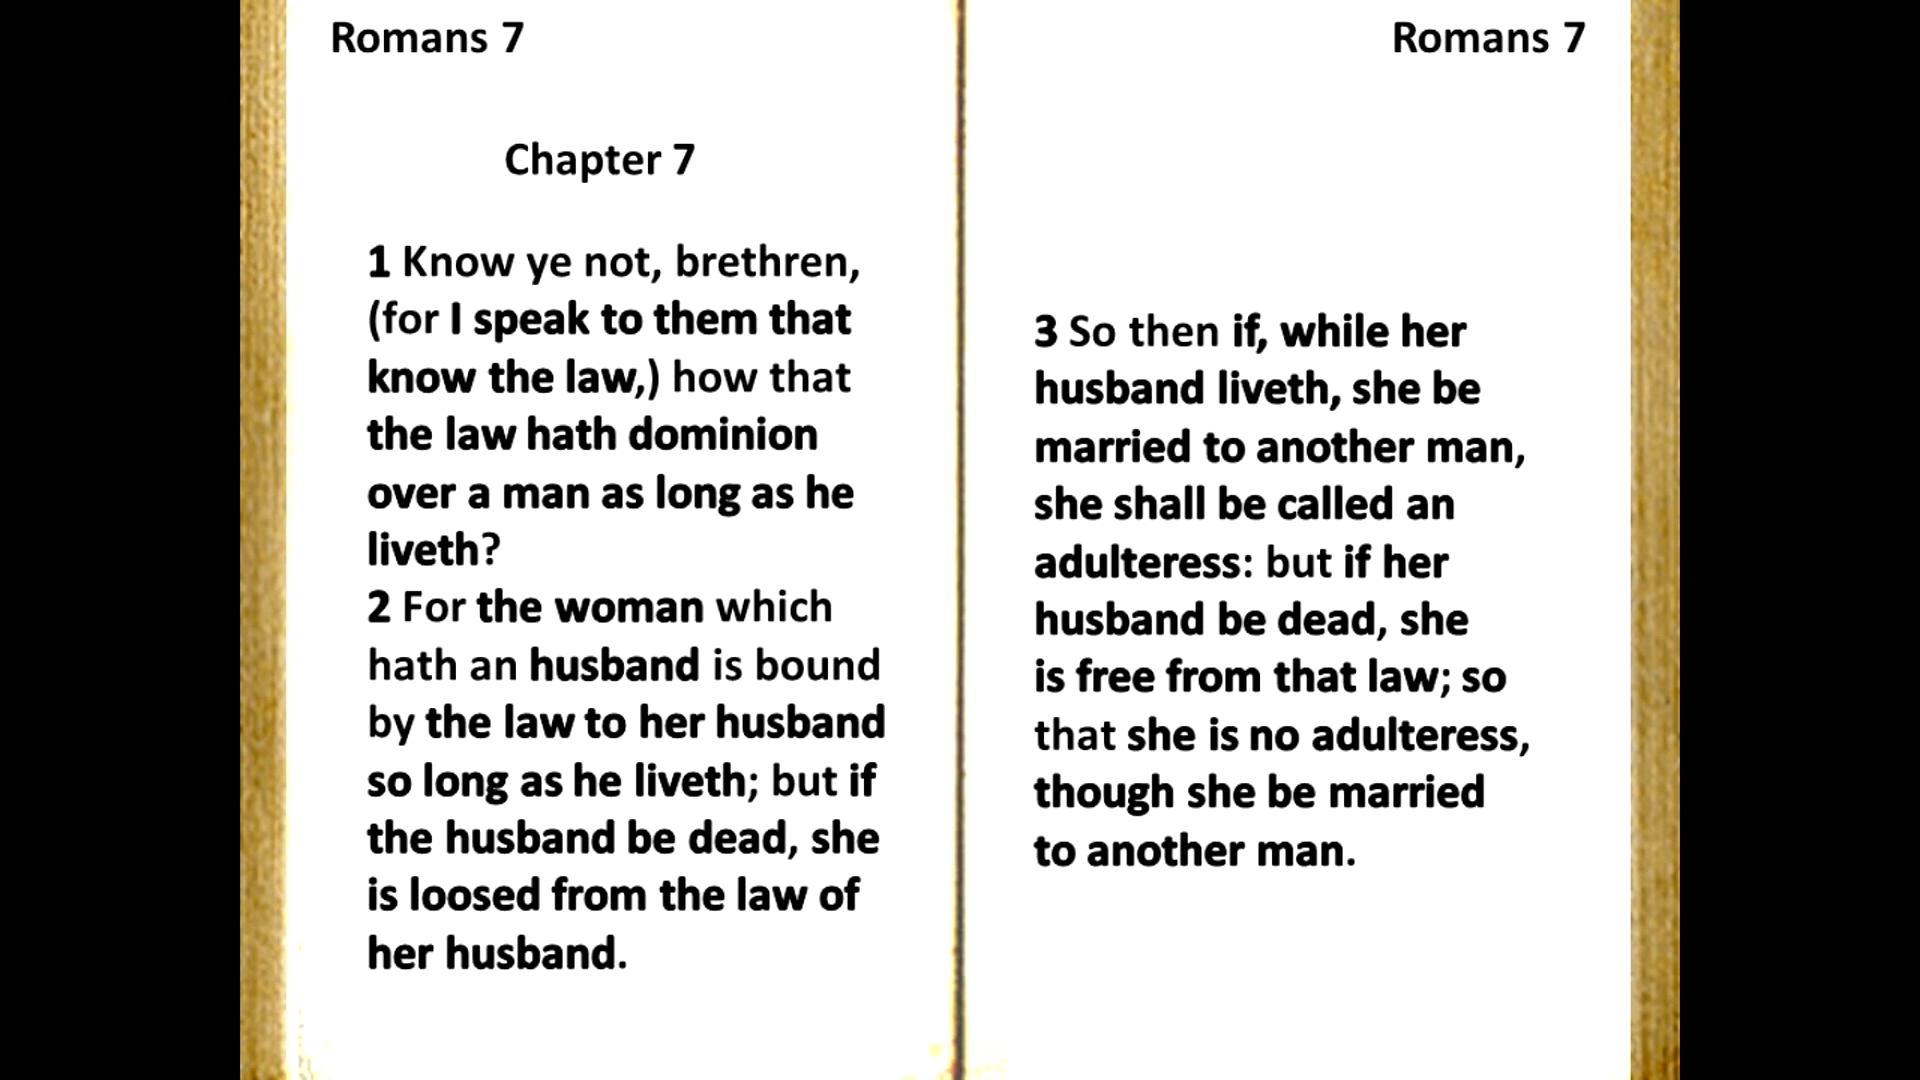 Romans 7
Chapter 7
1 Know ye not, brethren,
(for I speak to them that
know the law,) how that
the law hath dominion
over a man as long as he
liveth?
2 For the woman which
hath an husband is bound
by the law to her husband
so long as he liveth; but if
the husband be dead, she
is loosed from the law of
her husband.
Romans 7
3 So then if, while her
husband liveth, she be
married to another man,
she shall be called an
adulteress: but if her
husband be dead, she
is free from that law; so
that she is no adulteress,
though she be married
to another man.